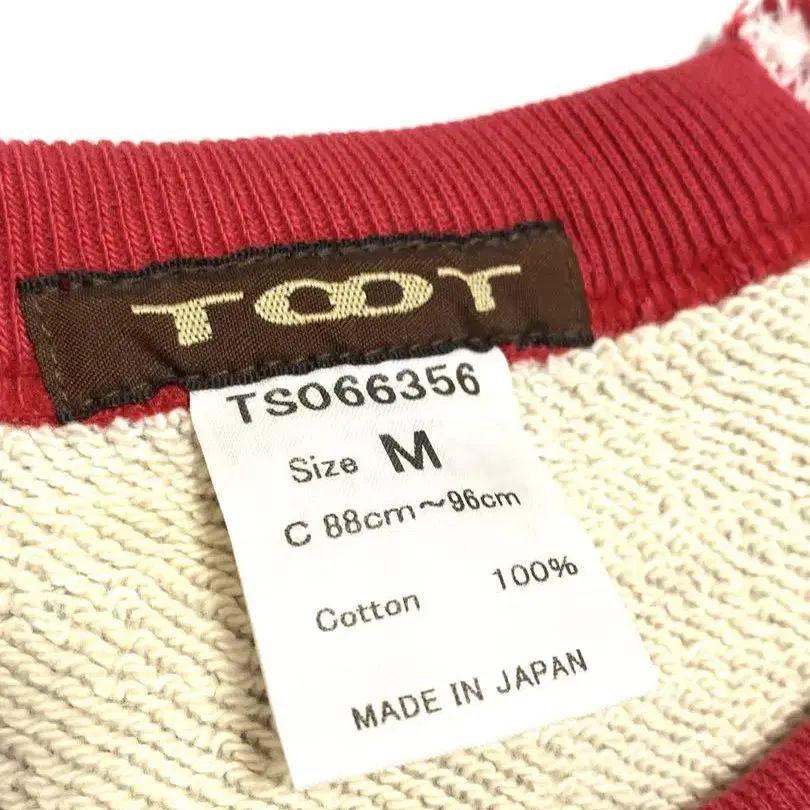 TOOT
TSO66356
Size M
C 88cm～96cm
Cotton 100%
MADE IN JAPAN